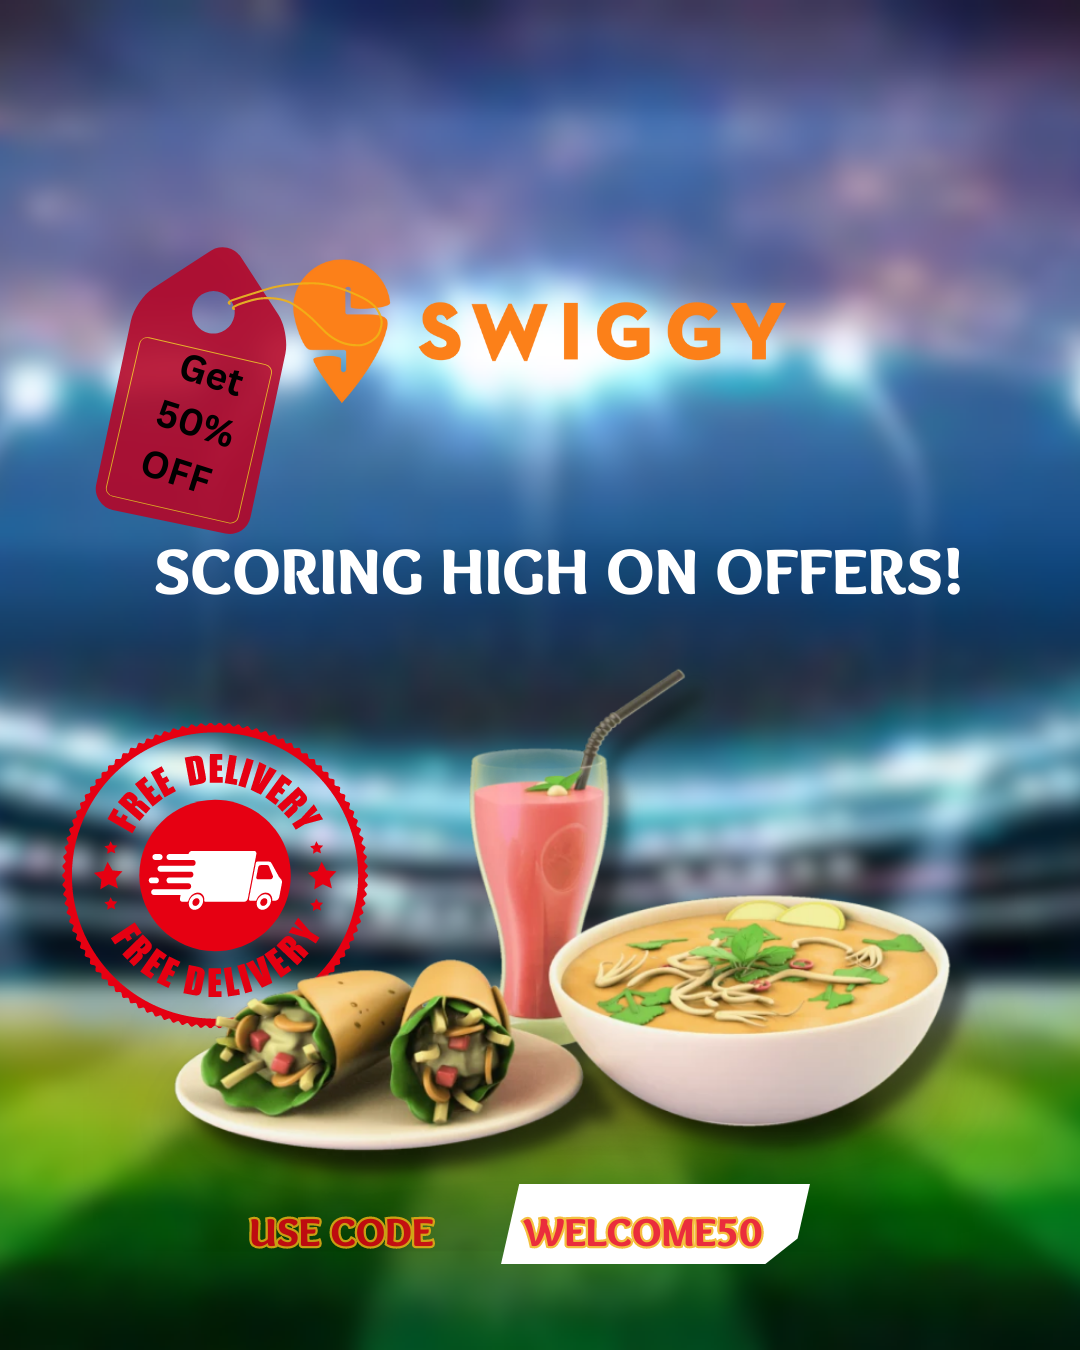 SWIGGY
Get
50%
OFF
SCORING HIGH ON OFFERS!
FREE DELIVERY
FREE DELIVERY
USE CODE
WELCOME50